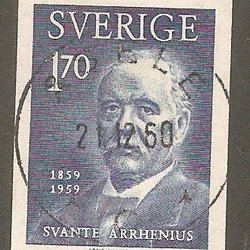 SVERIGE
1.70
21.12.60
1859
1959
SVANTE ARRHENIUS